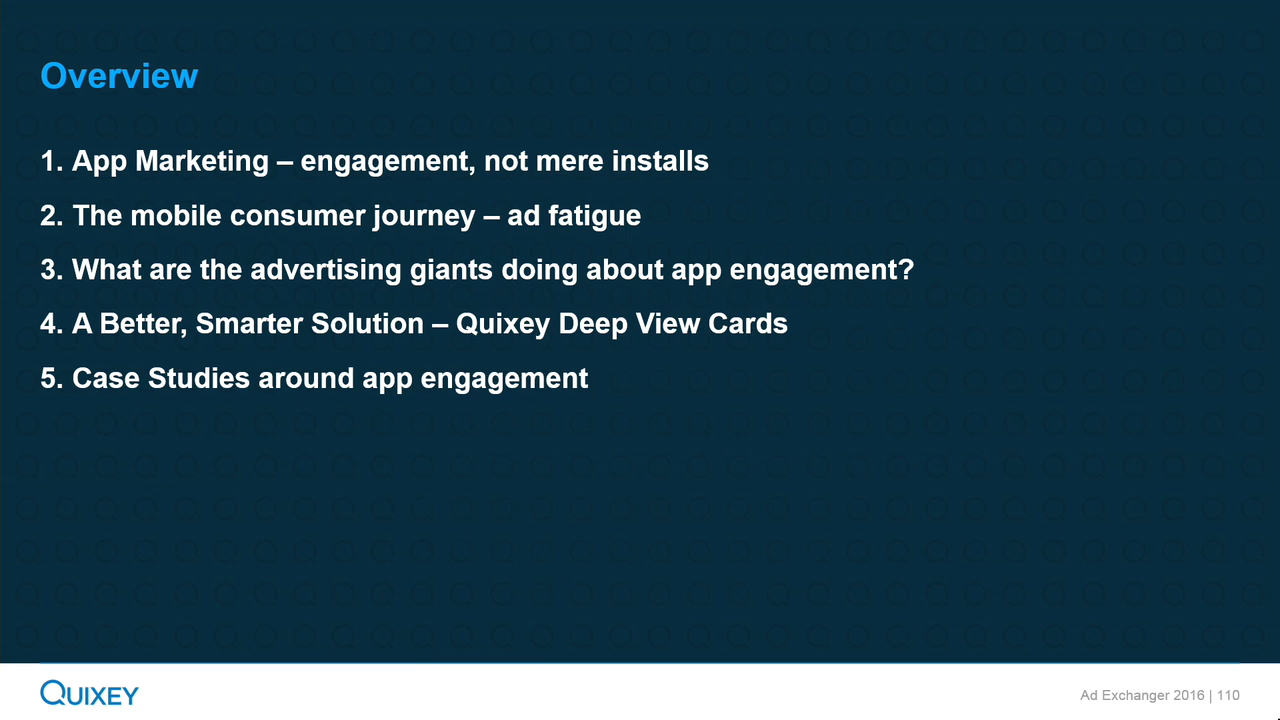 Overview
1. App Marketing – engagement, not mere installs
2. The mobile consumer journey – ad fatigue
3. What are the advertising giants doing about app engagement?
4. A Better, Smarter Solution – Quixey Deep View Cards
5. Case Studies around app engagement
QUIXEY
Ad Exchanger 2016 | 110